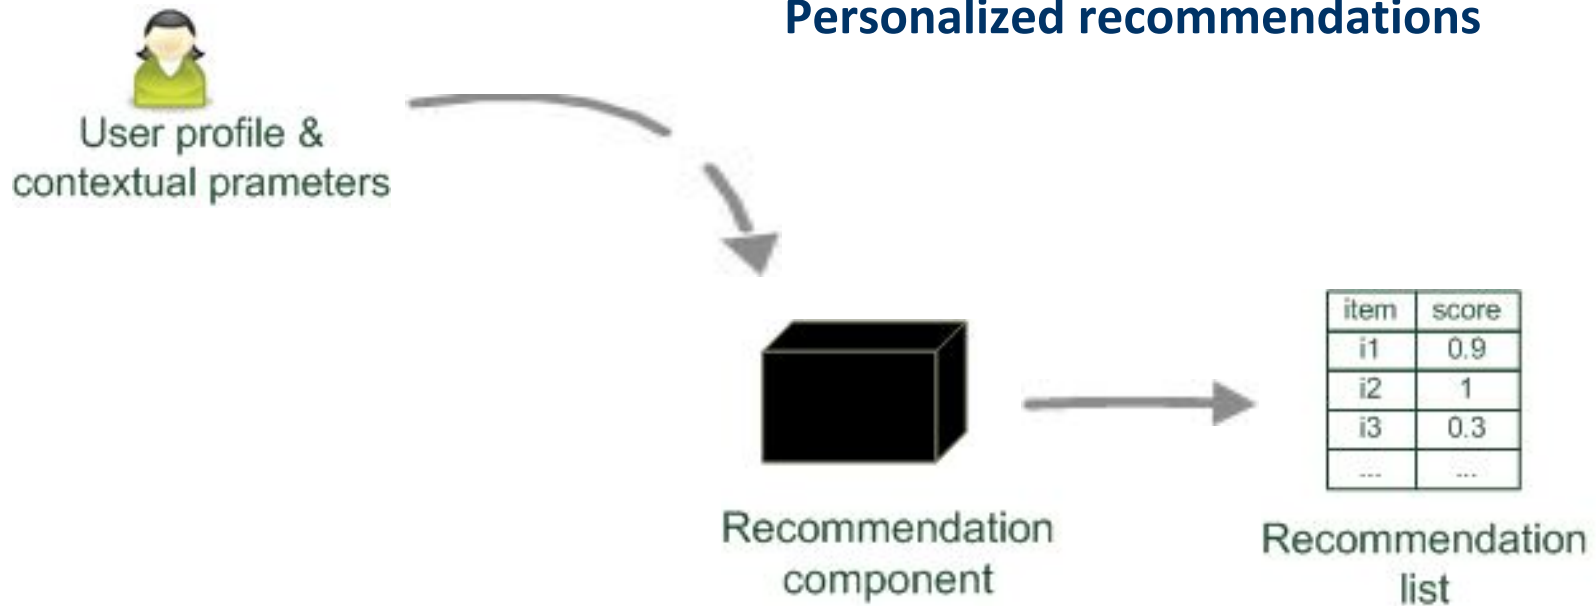 Personalized recommendations
User profile &
contextual prameters
item score
i1 0.9
i2 1
i3 0.3
... ...
Recommendation
component
Recommendation
list